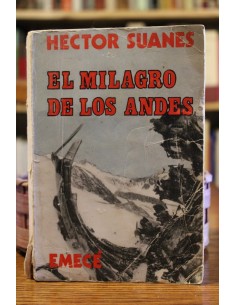 HECTOR SUANES
EL MILAGRO
DE LOS ANDES
EMECÉ